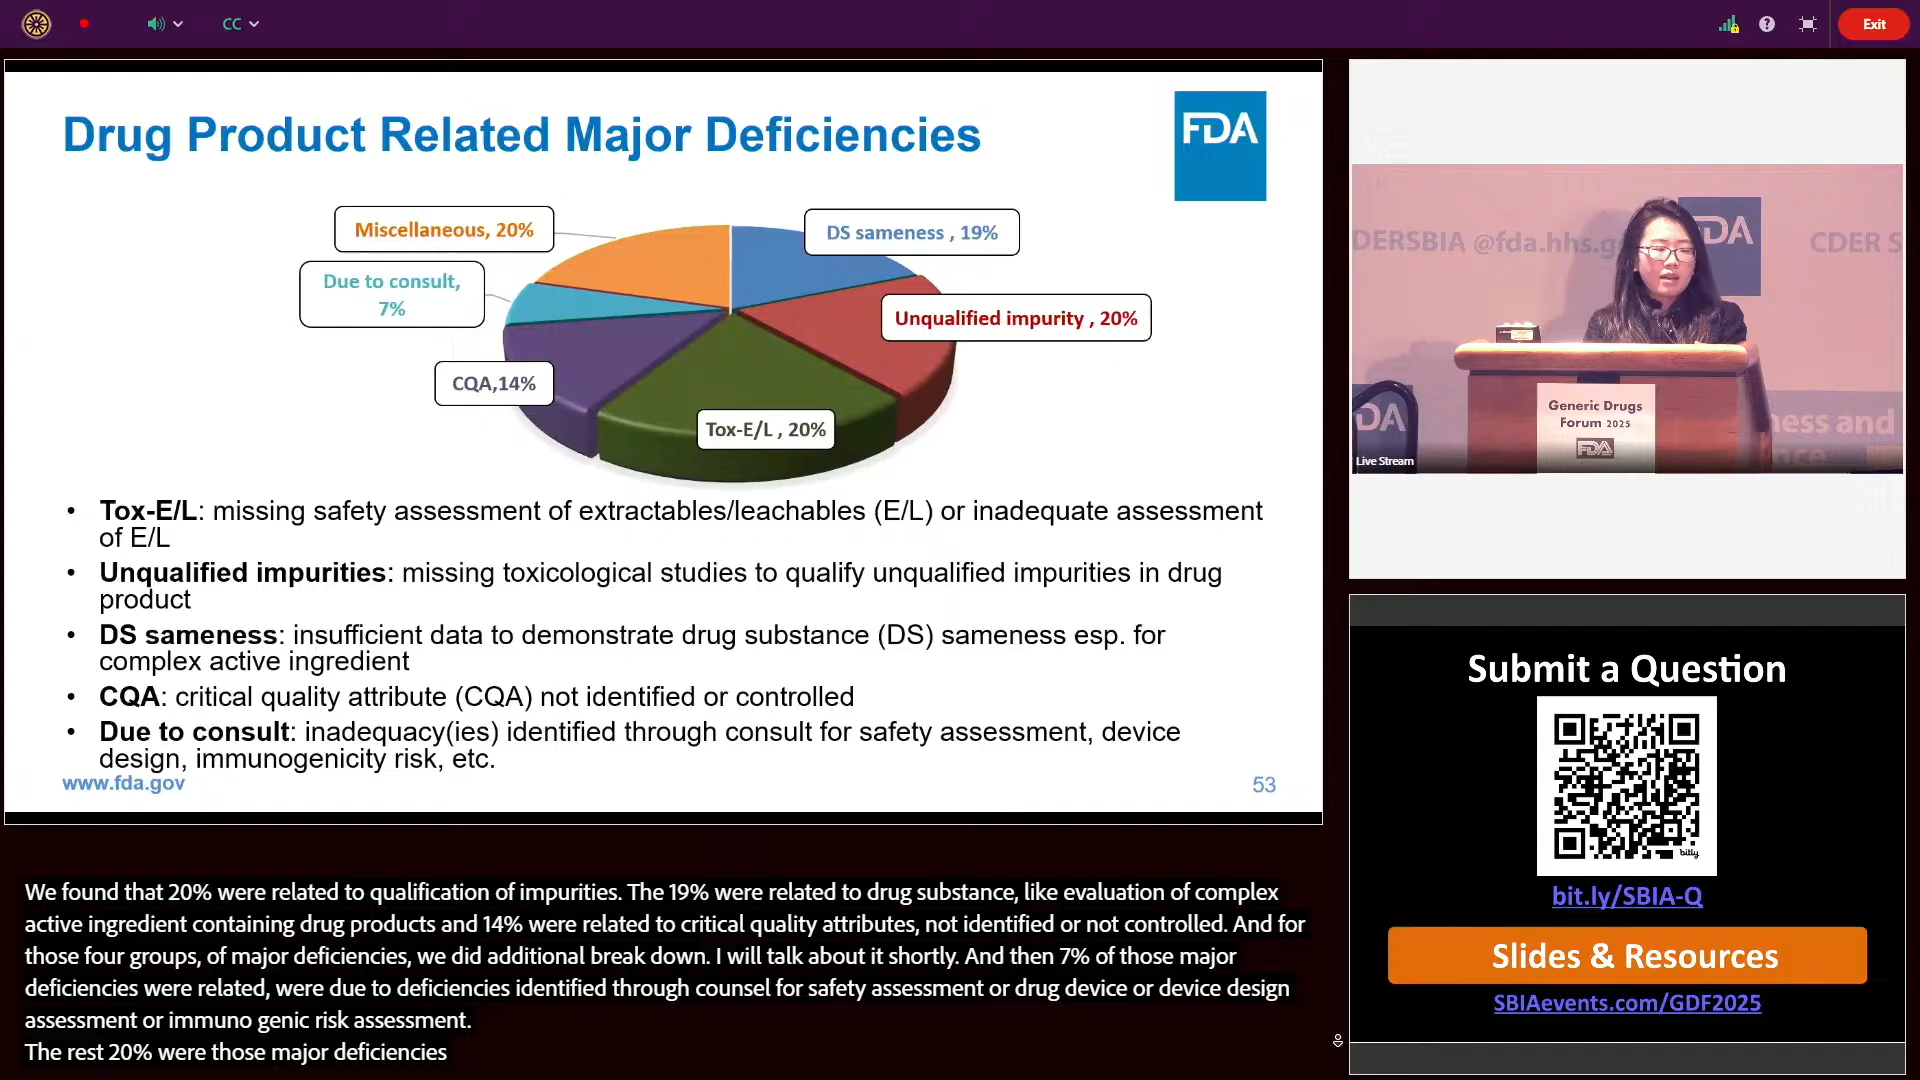 CC
Exit
Drug Product Related Major Deficiencies
FDA
Miscellaneous, 20%
DS sameness , 19%
Due to consult,
7%
Unqualified impurity , 20%
CQA,14%
Tox-E/L , 20%
• Tox-E/L: missing safety assessment of extractables/leachables (E/L) or inadequate assessment
of E/L
• Unqualified impurities: missing toxicological studies to qualify unqualified impurities in drug
product
• DS sameness: insufficient data to demonstrate drug substance (DS) sameness esp. for
complex active ingredient
• CQA: critical quality attribute (CQA) not identified or controlled
• Due to consult: inadequacy(ies) identified through consult for safety assessment, device
design, immunogenicity risk, etc.
www.fda.gov
53
DERSBIA @fda.hhs.g
DA
CDER S
Generic Drugs
Forum 2025
FDA
DA
ness and
nce
Live Stream
Submit a Question
bitly
bit.ly/SBIA-Q
Slides & Resources
SBIAevents.com/GDF2025
We found that 20% were related to qualification of impurities. The 19% were related to drug substance, like evaluation of complex
active ingredient containing drug products and 14% were related to critical quality attributes, not identified or not controlled. And for
those four groups, of major deficiencies, we did additional break down. I will talk about it shortly. And then 7% of those major
deficiencies were related, were due to deficiencies identified through counsel for safety assessment or drug device or device design
assessment or immuno genic risk assessment.
The rest 20% were those major deficiencies